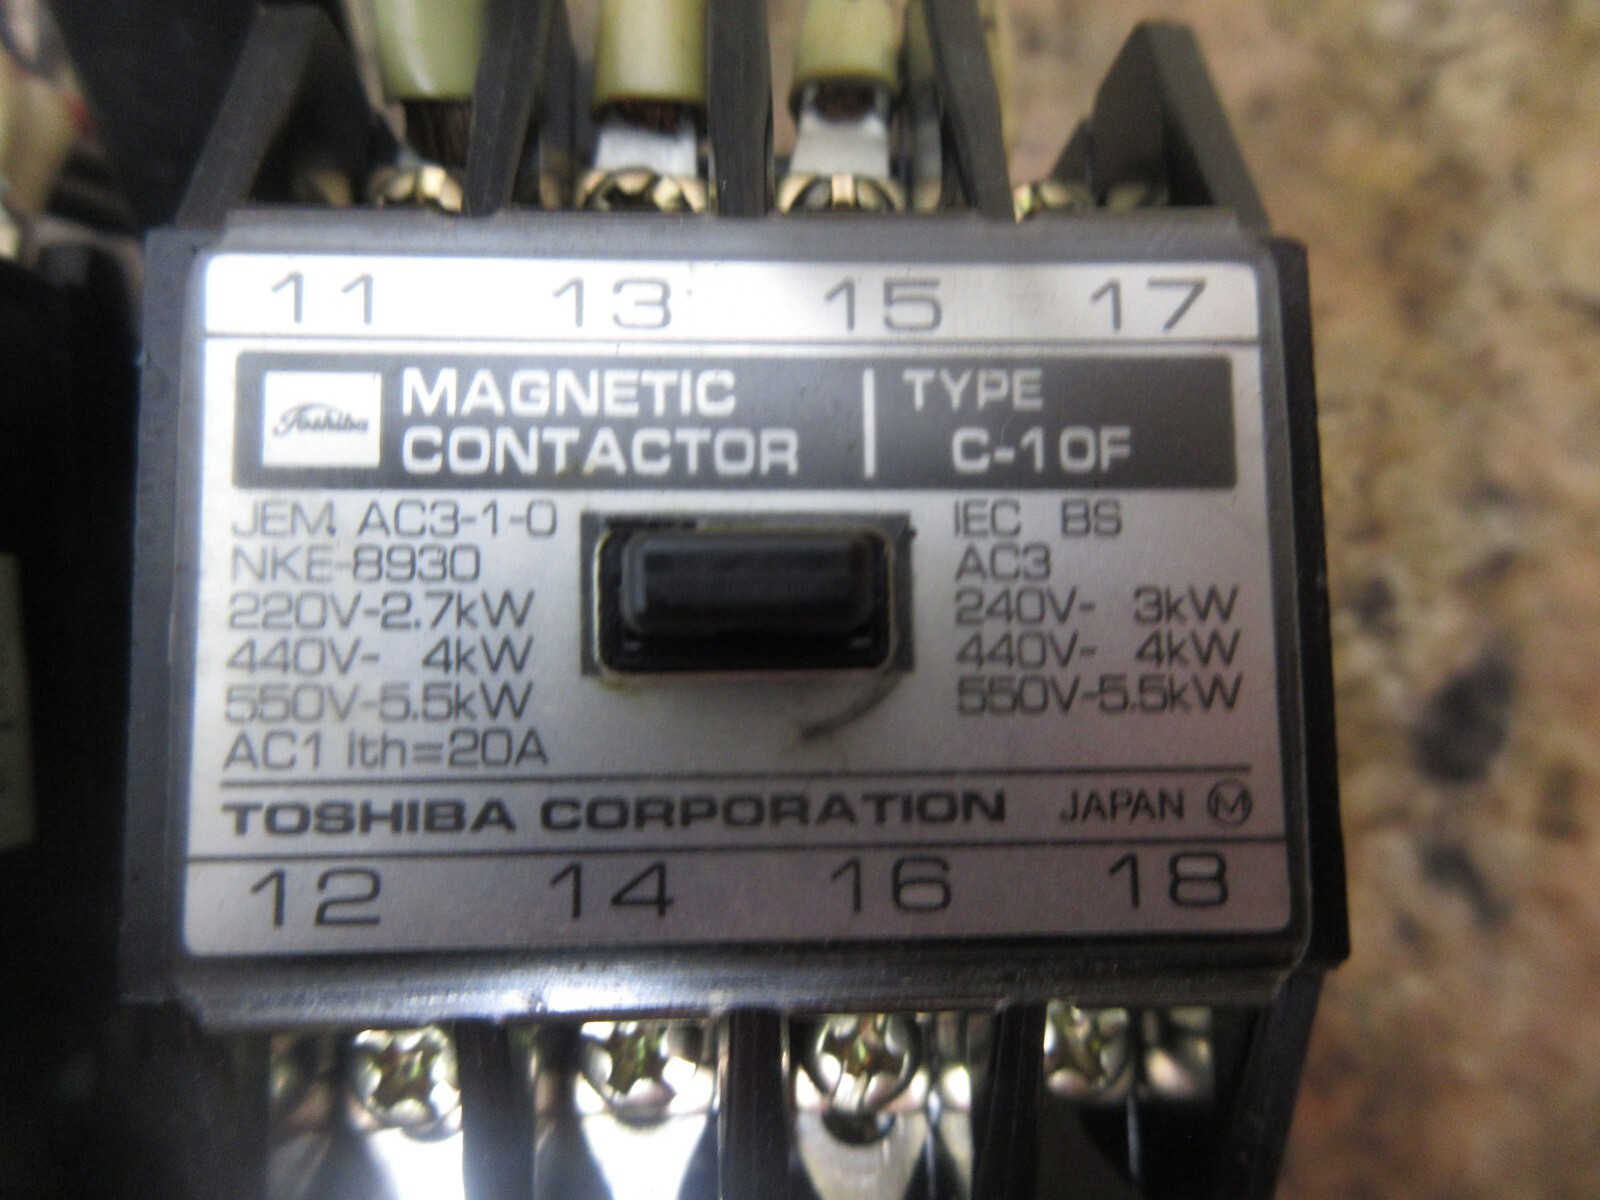 11 13 15 17
Toshiba
MAGNETIC
CONTACTOR
TYPE
C-10F
JEM AC3-1-0
NKE-8930
220V-2.7kW
440V- 4kW
550V-5.5kW
AC1 Ith=20A
IEC BS
AC3
240V- 3kW
440V- 4kW
550V-5.5kW
TOSHIBA CORPORATION JAPAN M
12 14 16 18